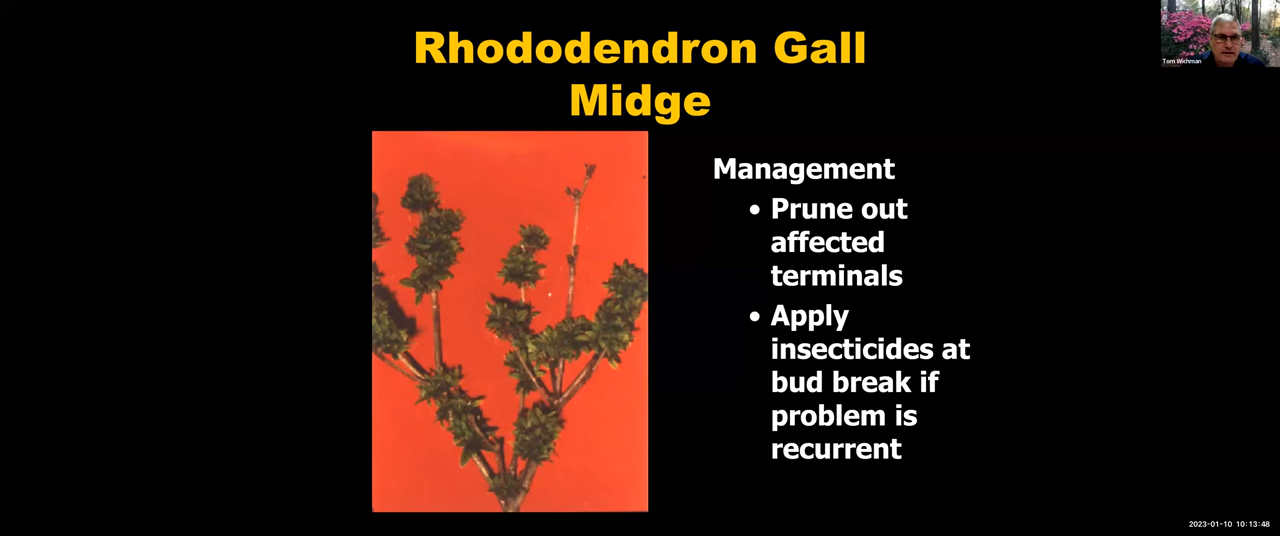 Rhododendron Gall
Midge
Tom Wichman
Management
• Prune out
affected
terminals
• Apply
insecticides at
bud break if
problem is
recurrent
2023-01-10 10:13:48